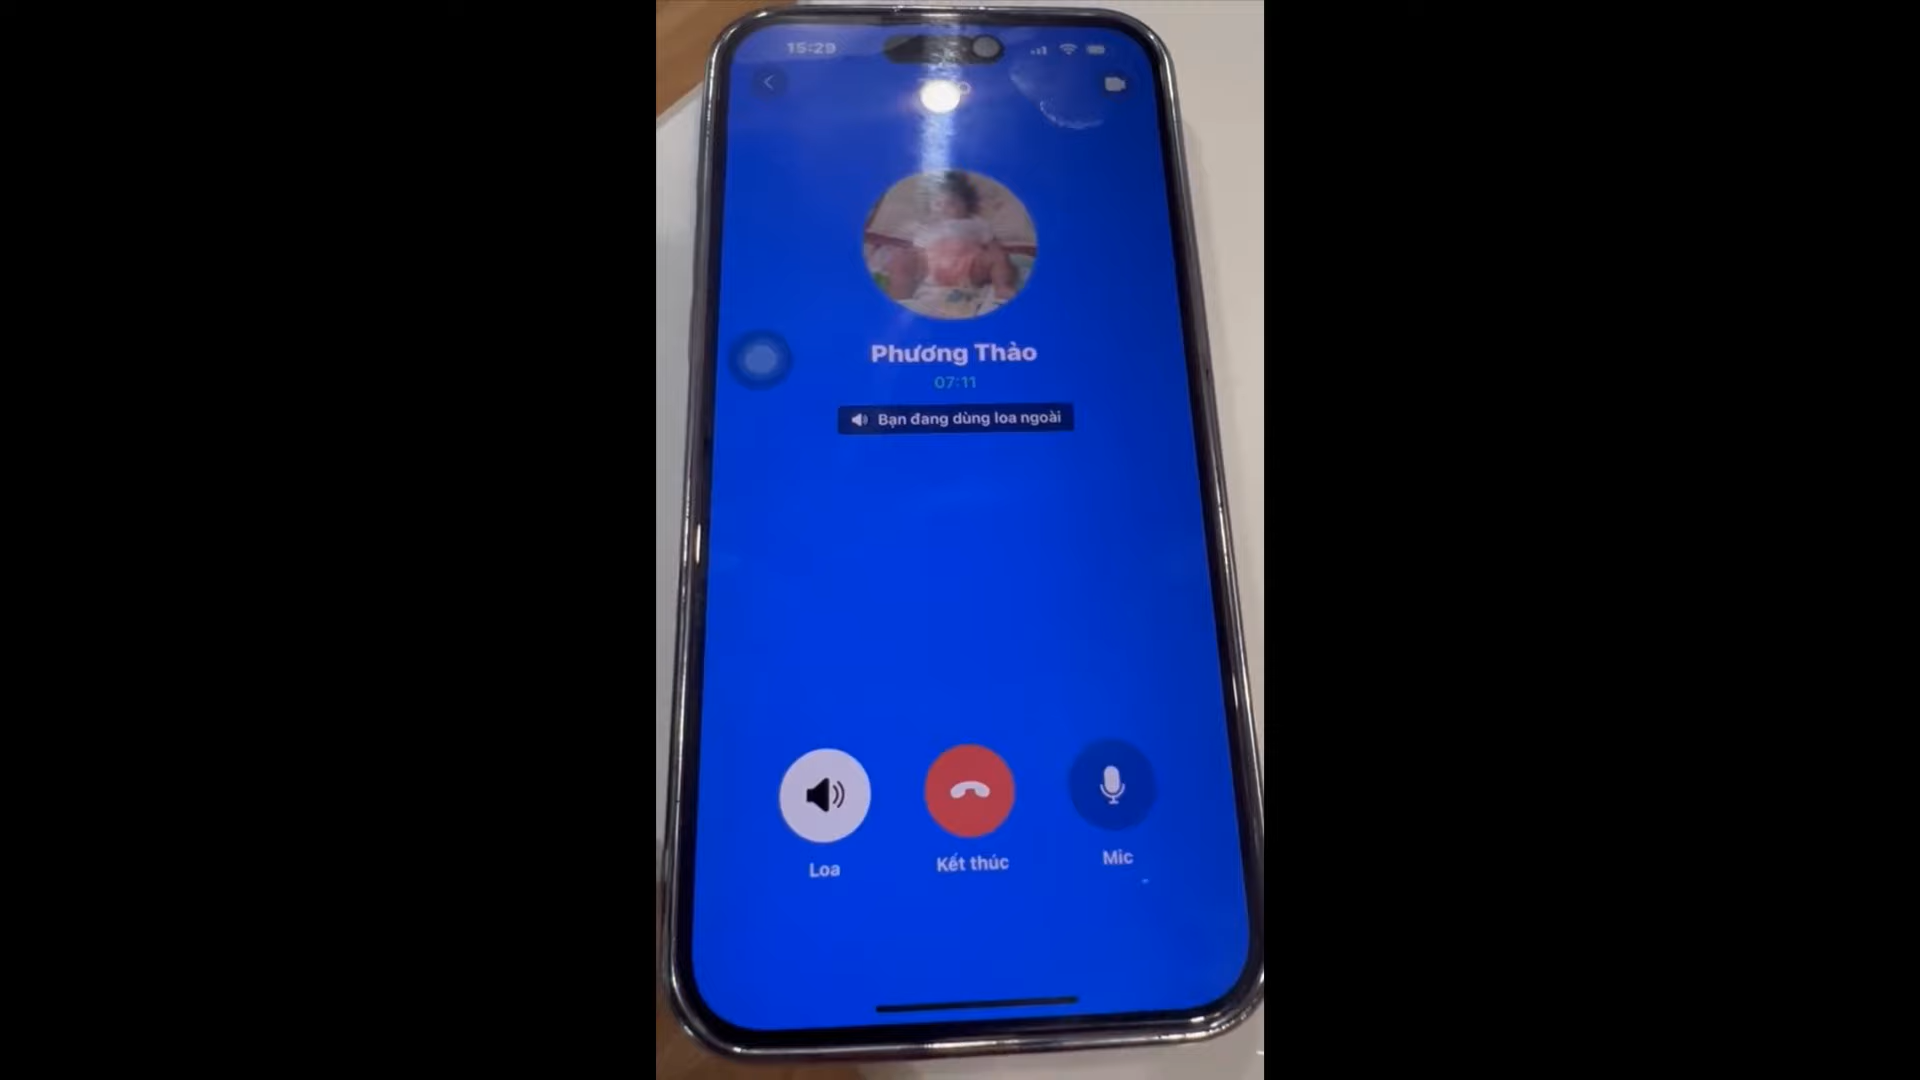 15:29
Phương Thảo
07:11
Bạn đang dùng loa ngoài
Loa
Kết thúc
Mic